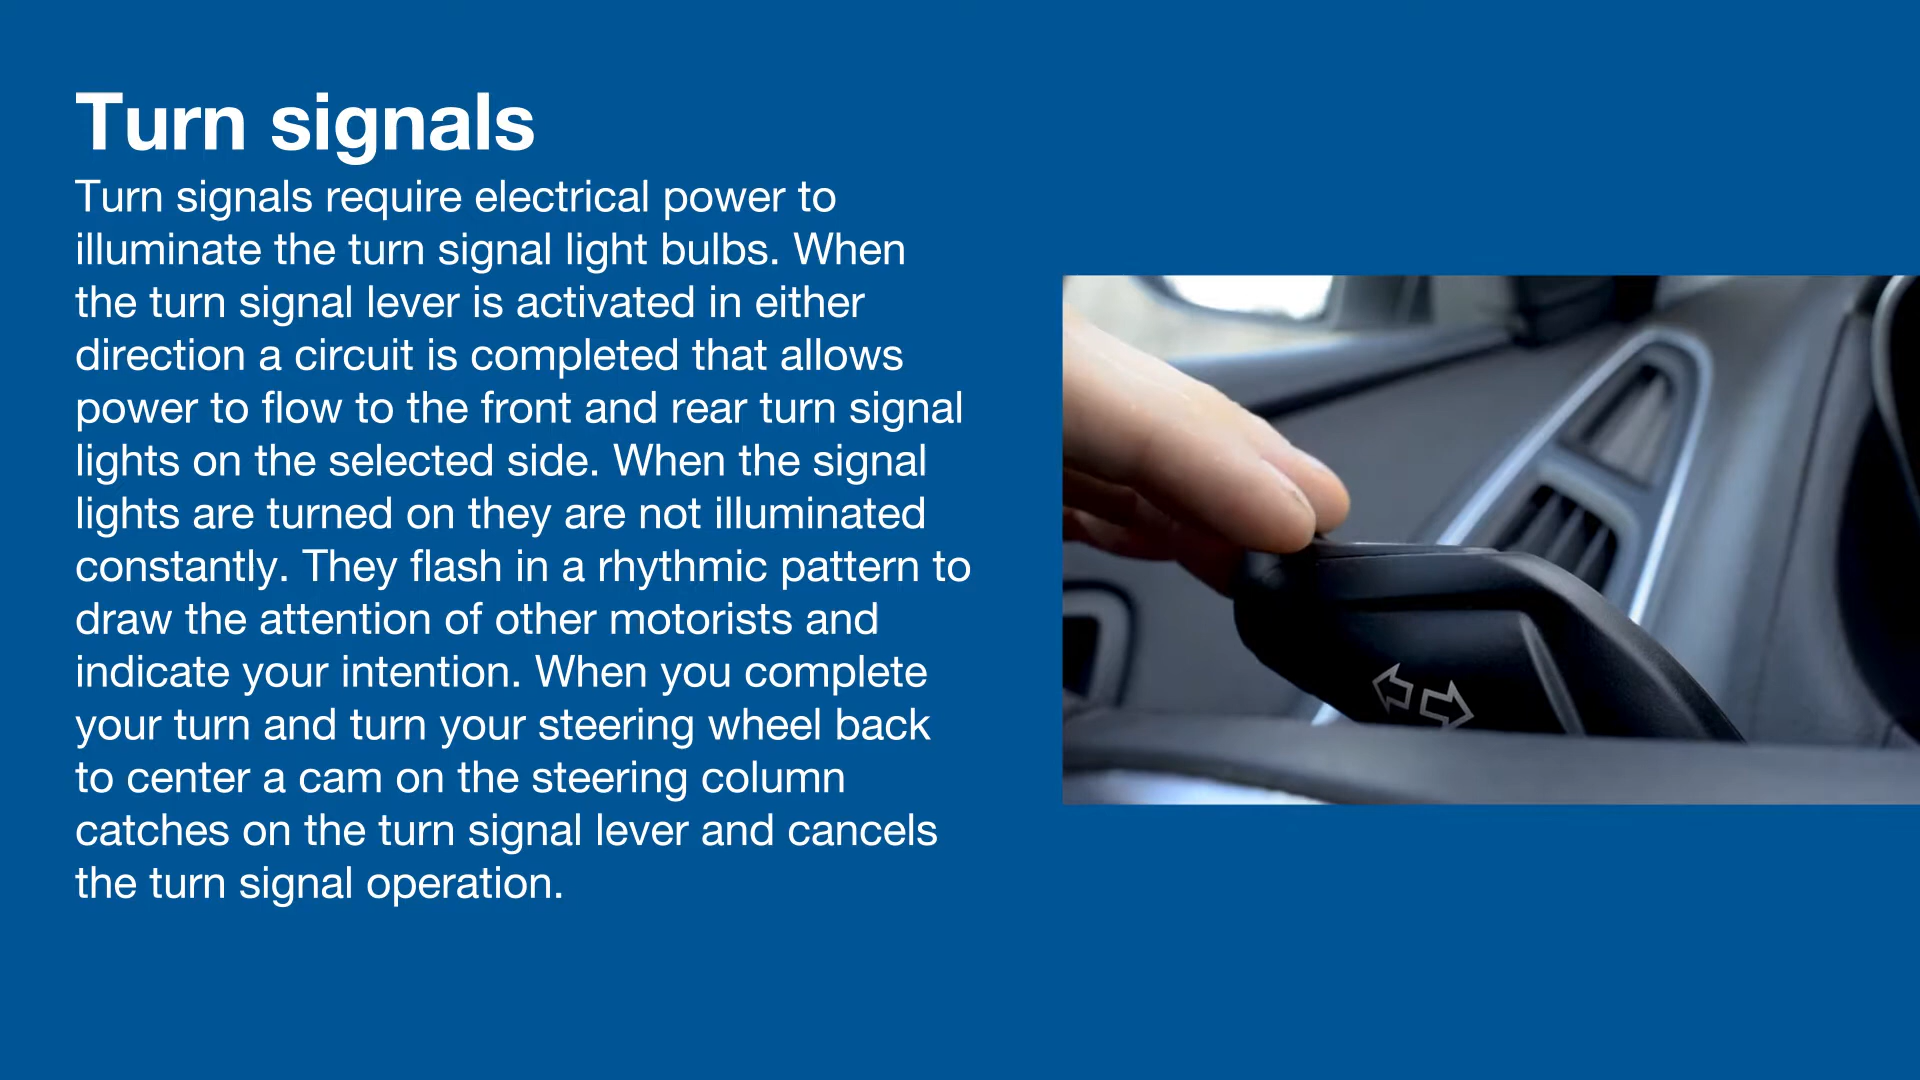 Turn signals
Turn signals require electrical power to
illuminate the turn signal light bulbs. When
the turn signal lever is activated in either
direction a circuit is completed that allows
power to flow to the front and rear turn signal
lights on the selected side. When the signal
lights are turned on they are not illuminated
constantly. They flash in a rhythmic pattern to
draw the attention of other motorists and
indicate your intention. When you complete
your turn and turn your steering wheel back
to center a cam on the steering column
catches on the turn signal lever and cancels
the turn signal operation.